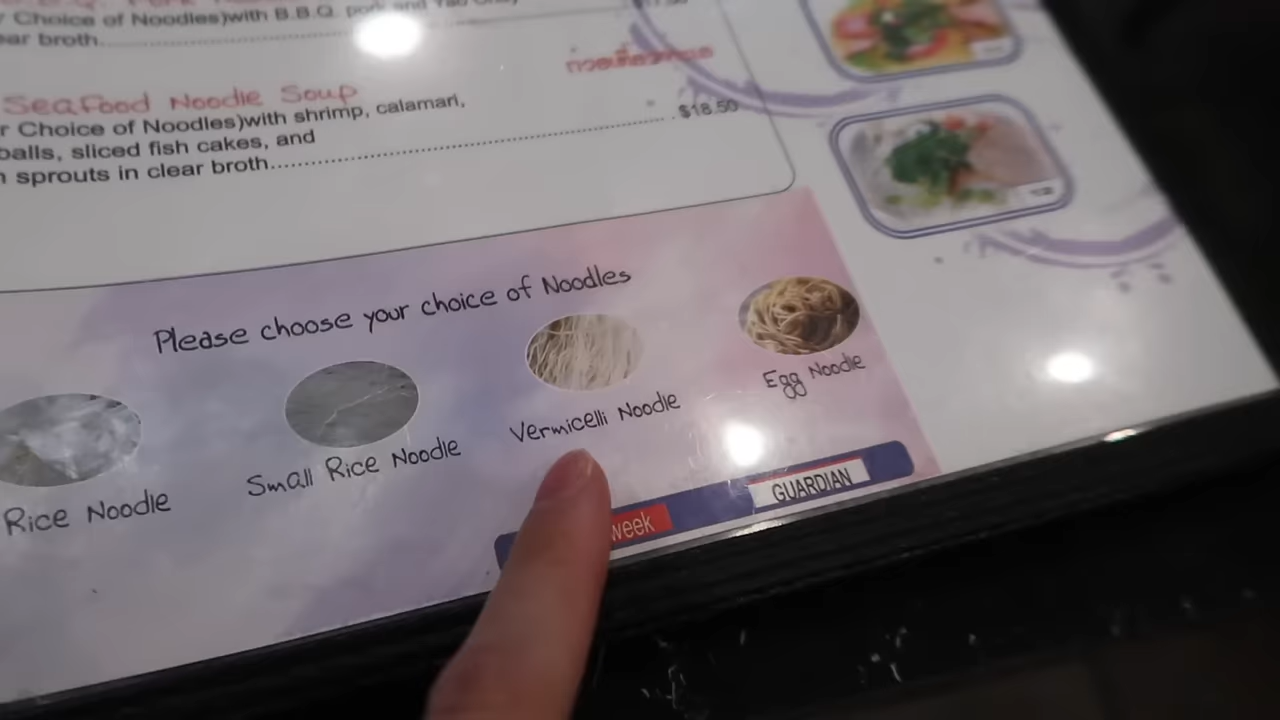 Choice of Noodles)with B.B.Q. pork and
ear broth
Seafood Noodle Soup
r Choice of Noodles)with shrimp, calamari,
balls, sliced fish cakes, and
n sprouts in clear broth............................................................ $18.50
Please choose your choice of Noodles
Rice Noodle
Small Rice Noodle
Vermicelli Noodle
Egg Noodle
week
GUARDIAN